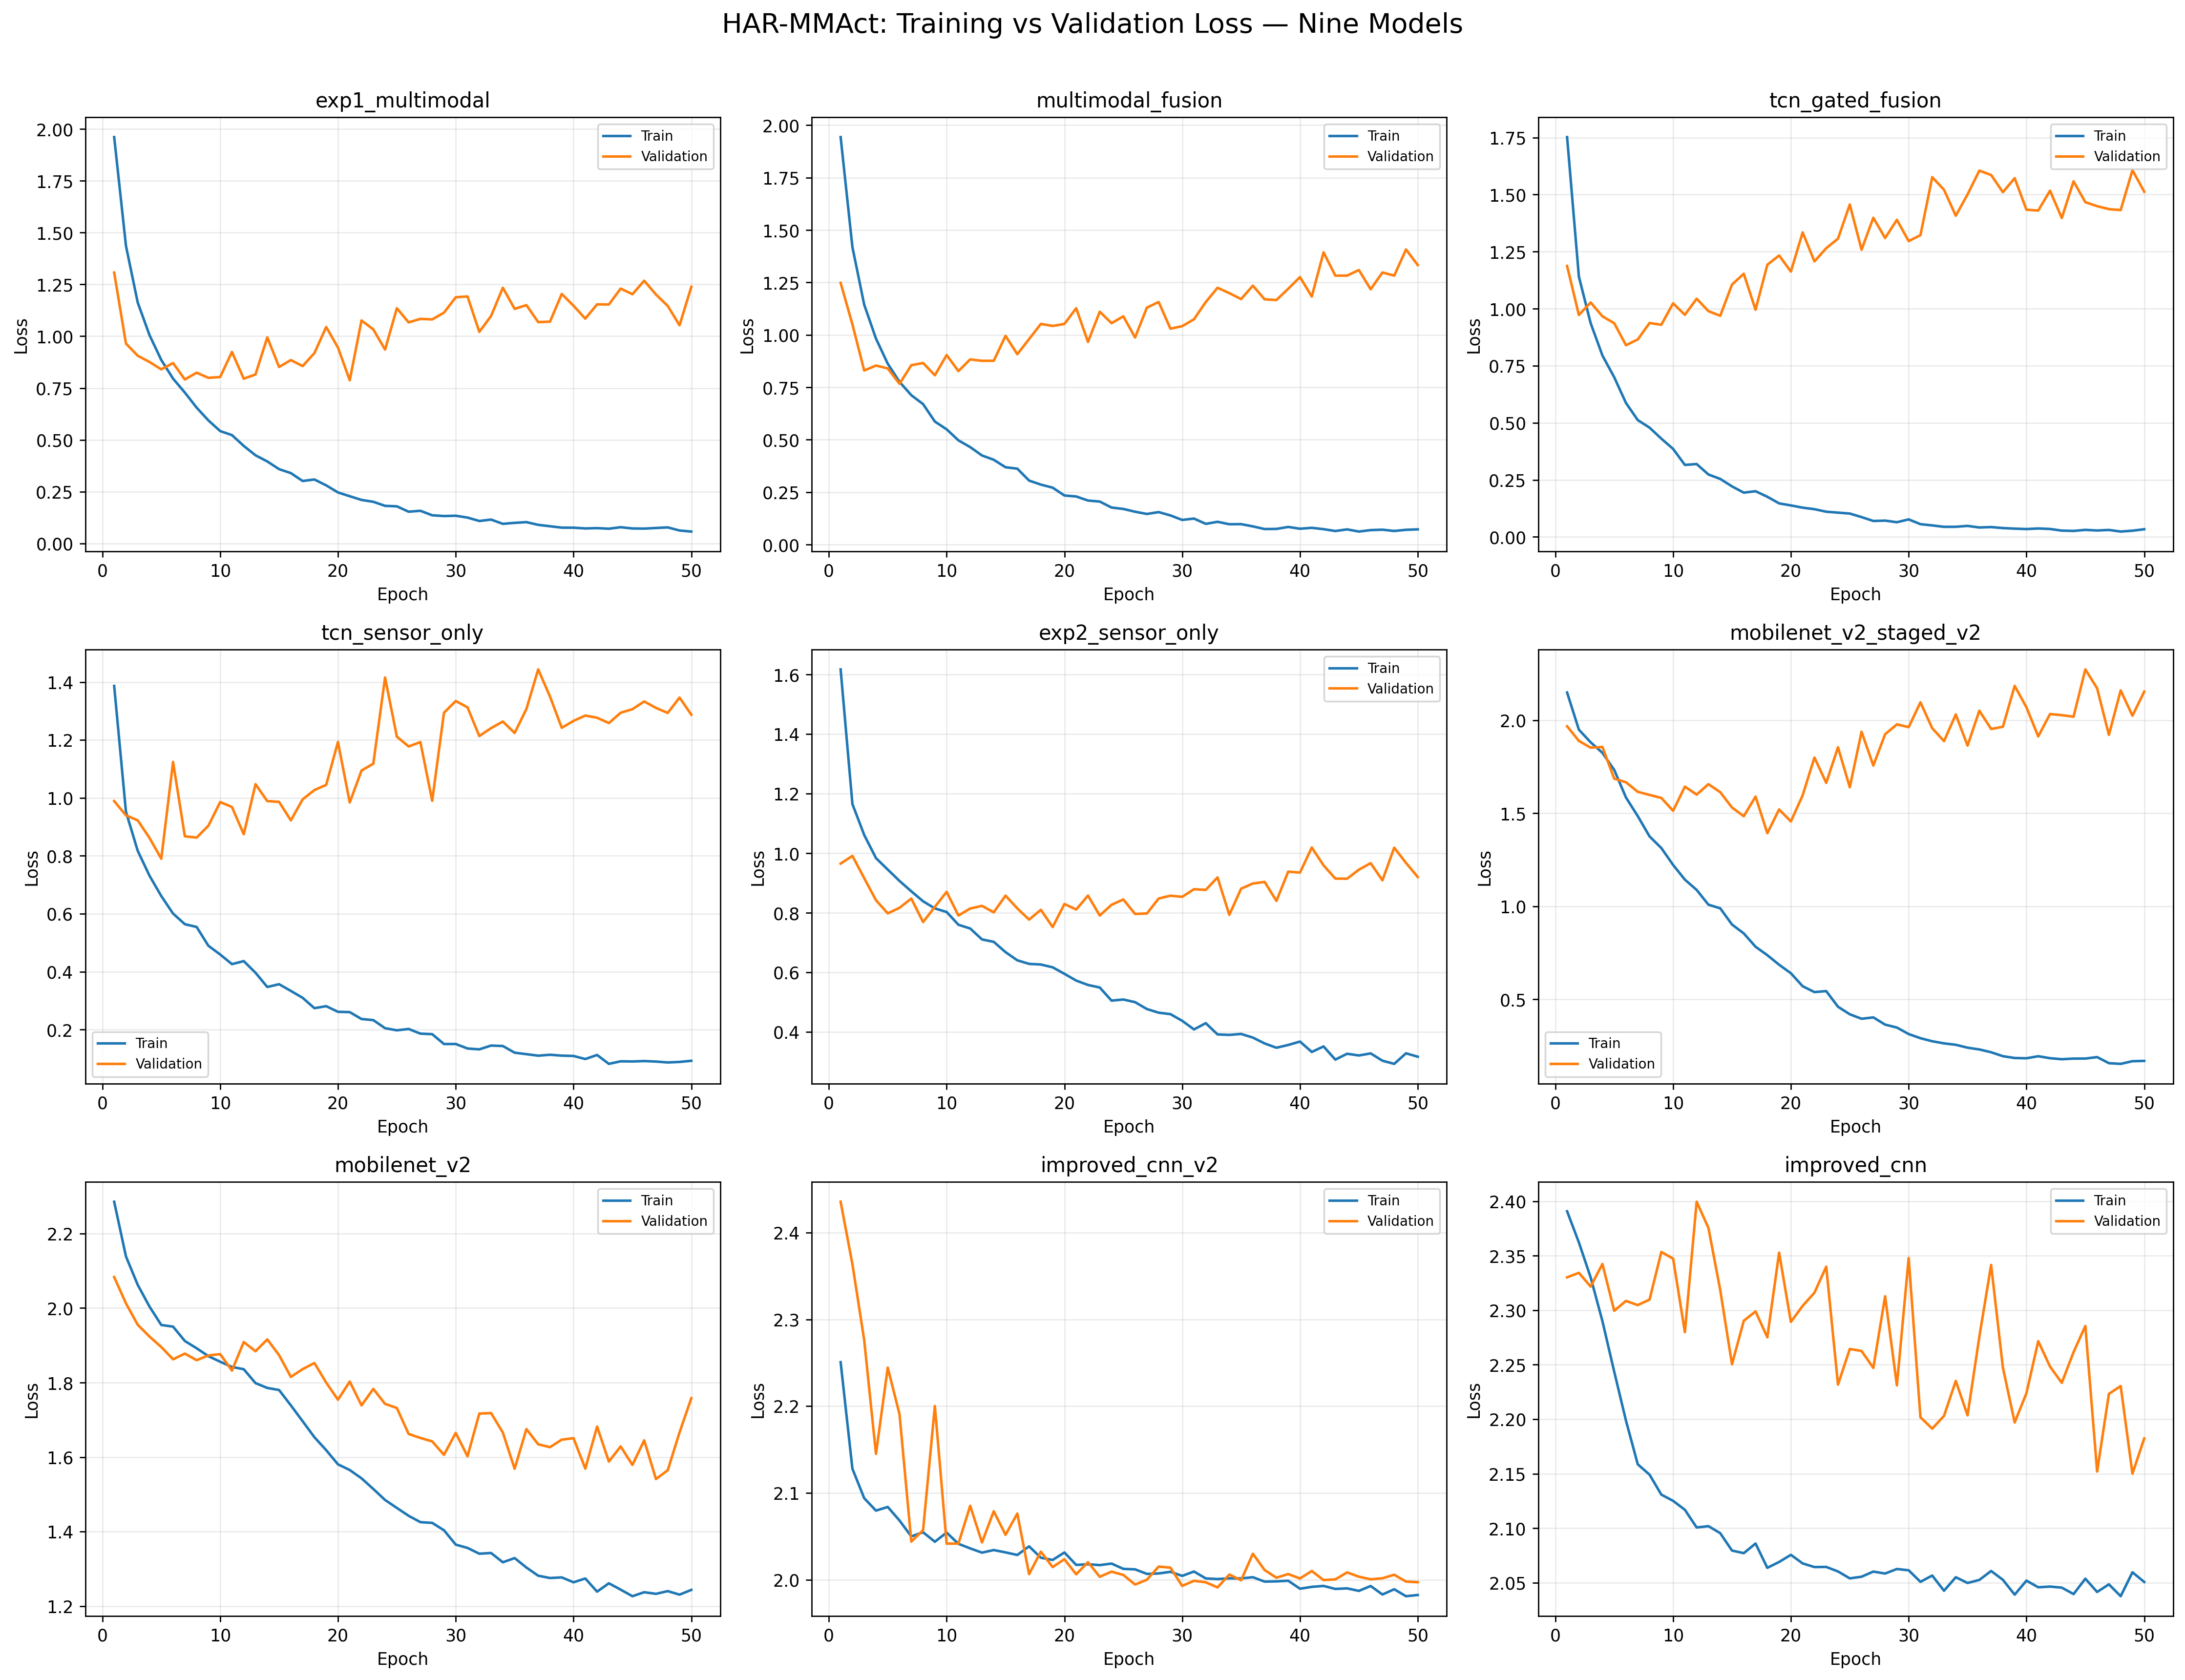 HAR-MMAct: Training vs Validation Loss — Nine Models
exp1_multimodal
Train
Validation
2.00
1.75
1.50
1.25
1.00
0.75
0.50
0.25
0.00
Loss
0 10 20 30 40 50
Epoch
multimodal_fusion
Train
Validation
2.00
1.75
1.50
1.25
1.00
0.75
0.50
0.25
0.00
Loss
0 10 20 30 40 50
Epoch
tcn_gated_fusion
Train
Validation
1.75
1.50
1.25
1.00
0.75
0.50
0.25
0.00
Loss
0 10 20 30 40 50
Epoch
tcn_sensor_only
1.4
1.2
1.0
0.8
0.6
0.4
0.2
Loss
Train
Validation
0 10 20 30 40 50
Epoch
exp2_sensor_only
Train
Validation
1.6
1.4
1.2
1.0
0.8
0.6
0.4
Loss
0 10 20 30 40 50
Epoch
mobilenet_v2_staged_v2
2.0
1.5
1.0
0.5
Loss
Train
Validation
0 10 20 30 40 50
Epoch
mobilenet_v2
Train
Validation
2.2
2.0
1.8
1.6
1.4
1.2
Loss
0 10 20 30 40 50
Epoch
improved_cnn_v2
Train
Validation
2.4
2.3
2.2
2.1
2.0
Loss
0 10 20 30 40 50
Epoch
improved_cnn
Train
Validation
2.40
2.35
2.30
2.25
2.20
2.15
2.10
2.05
Loss
0 10 20 30 40 50
Epoch